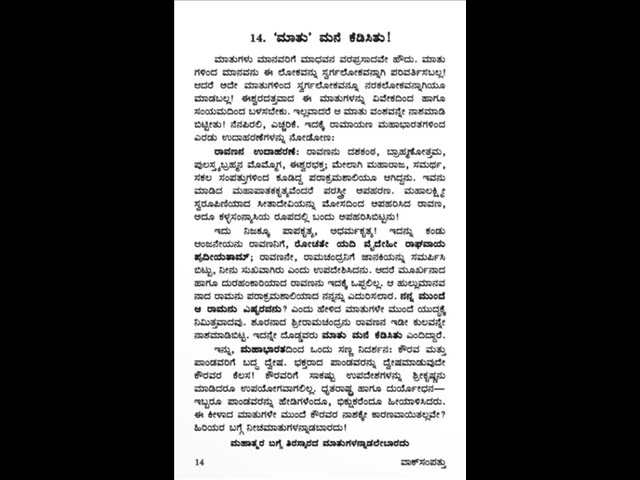 14. 'ಮಾತು' ಮನೆ ಕೆಡಿಸಿತು!
ಮಾತುಗಳು ಮಾನವರಿಗೆ ಮಾಧವನ ವರಪ್ರಸಾದವೇ ಹೌದು. ಮಾತು
ಗಳಿಂದ ಮಾನವನು ಈ ಲೋಕವನ್ನು ಸ್ವರ್ಗಲೋಕವನ್ನಾಗಿ ಪರಿವರ್ತಿಸಬಲ್ಲ!
ಆದರೆ ಅದೇ ಮಾತುಗಳಿಂದ ಸ್ವರ್ಗಲೋಕವನ್ನೂ ನರಕಲೋಕವನ್ನಾಗಿಯೂ
ಮಾಡಬಲ್ಲ! ಈಶ್ವರದತ್ತವಾದ ಈ ಮಾತುಗಳನ್ನು ವಿವೇಕದಿಂದ ಹಾಗೂ
ಸಂಯಮದಿಂದ ಬಳಸಬೇಕು. ಇಲ್ಲವಾದರೆ ಆ ಮಾತು ವಂಶವನ್ನೇ ನಾಶಮಾಡಿ
ಬಿಟ್ಟೀತು! ನೆನಪಿರಲಿ, ಎಚ್ಚರಿಕೆ. ಇದಕ್ಕೆ ರಾಮಾಯಣ ಮಹಾಭಾರತಗಳಿಂದ
ಎರಡು ಉದಾಹರಣೆಗಳನ್ನು ನೋಡೋಣ:
ರಾವಣನ ಉದಾಹರಣೆ: ರಾವಣನು ದಶಕಂಠ, ಬ್ರಾಹ್ಮಣೋತ್ತಮ,
ಪುಲಸ್ತ್ಯಬ್ರಹ್ಮನ ಮೊಮ್ಮೊಗ, ಈಶ್ವರಭಕ್ತ; ಮೇಲಾಗಿ ಮಹಾರಾಜ, ಸಮರ್ಥ,
ಸಕಲ ಸಂಪತ್ತುಗಳಿಂದ ಕೂಡಿದ್ದ ಪರಾಕ್ರಮಶಾಲಿಯೂ ಆಗಿದ್ದನು. ಇವನು
ಮಾಡಿದ ಮಹಾಪಾತಕಕೃತ್ಯವೆಂದರೆ ಪರಸ್ತ್ರೀ ಅಪಹರಣ. ಮಹಾಲಕ್ಷ್ಮೀ
ಸ್ವರೂಪಿಣಿಯಾದ ಸೀತಾದೇವಿಯನ್ನು ಮೋಸದಿಂದ ಅಪಹರಿಸಿದ ರಾವಣ,
ಅದೂ ಕಳ್ಳಸಂನ್ಯಾಸಿಯ ರೂಪದಲ್ಲಿ ಬಂದು ಅಪಹರಿಸಿಬಿಟ್ಟನು!
ಇದು ನಿಜಕ್ಕೂ ಪಾಪಕೃತ್ಯ, ಅಧರ್ಮಕೃತ್ಯ! ಇದನ್ನು ಕಂಡು
ಆಂಜನೇಯನು ರಾವಣನಿಗೆ, ರೋಚತೇ ಯದಿ ವೈದೇಹೀ ರಾಘವಾಯ
ಪ್ರದೀಯತಾಮ್; ರಾವಣನೇ, ರಾಮಚಂದ್ರನಿಗೆ ಜಾನಕಿಯನ್ನು ಸಮರ್ಪಿಸಿ
ಬಿಟ್ಟು, ನೀನು ಸುಖವಾಗಿರು ಎಂದು ಉಪದೇಶಿಸಿದನು. ಆದರೆ ಮೂರ್ಖನಾದ
ಹಾಗೂ ದುರಹಂಕಾರಿಯಾದ ರಾವಣನು ಇದಕ್ಕೆ ಒಪ್ಪಲಿಲ್ಲ. ಆ ಹುಲ್ಲುಮಾನವ
ನಾದ ರಾಮನು ಪರಾಕ್ರಮಶಾಲಿಯಾದ ನನ್ನನ್ನು ಎದುರಿಸಲಾರ. ನನ್ನ ಮುಂದೆ
ಆ ರಾಮನು ಎಷ್ಟರವನು? ಎಂದು ಹೇಳಿದ ಮಾತುಗಳೇ ಮುಂದೆ ಯುದ್ಧಕ್ಕೆ
ನಿಮಿತ್ತವಾದವು. ಶೂರನಾದ ಶ್ರೀರಾಮಚಂದ್ರನು ರಾವಣನ ಇಡೀ ಕುಲವನ್ನೇ
ನಾಶಮಾಡಿಬಿಟ್ಟ. ಇದನ್ನೇ ದೊಡ್ಡವರು ಮಾತು ಮನೆ ಕೆಡಿಸಿತು ಎಂದಿದ್ದಾರೆ.
ಇನ್ನು, ಮಹಾಭಾರತದಿಂದ ಒಂದು ಸಣ್ಣ ನಿದರ್ಶನ: ಕೌರವ ಮತ್ತು
ಪಾಂಡವರಿಗೆ ಬದ್ಧ ದ್ವೇಷ. ಭಕ್ತರಾದ ಪಾಂಡವರನ್ನು ದ್ವೇಷಮಾಡುವುದೇ
ಕೌರವರ ಕೆಲಸ! ಕೌರವರಿಗೆ ಸಾಕಷ್ಟು ಉಪದೇಶಗಳನ್ನು ಶ್ರೀಕೃಷ್ಣನು
ಮಾಡಿದರೂ ಉಪಯೋಗವಾಗಲಿಲ್ಲ. ಧೃತರಾಷ್ಟ್ರ ಹಾಗೂ ದುರ್ಯೋಧನ—
ಇಬ್ಬರೂ ಪಾಂಡವರನ್ನು ಹೇಡಿಗಳೆಂದೂ, ಭಿಕ್ಷುಕರೆಂದೂ ಹೀಯಾಳಿಸಿದರು.
ಈ ಕೀಳಾದ ಮಾತುಗಳೇ ಮುಂದೆ ಕೌರವರ ನಾಶಕ್ಕೇ ಕಾರಣವಾಯಿತಲ್ಲವೇ?
ಹಿರಿಯರ ಬಗ್ಗೆ ನೀಚಮಾತುಗಳನ್ನಾಡಬಾರದು!
ಮಹಾತ್ಮರ ಬಗ್ಗೆ ತಿರಸ್ಕಾರದ ಮಾತುಗಳನ್ನಾಡಲೇಬಾರದು
14 ವಾಕ್‌ಸಂಪತ್ತು